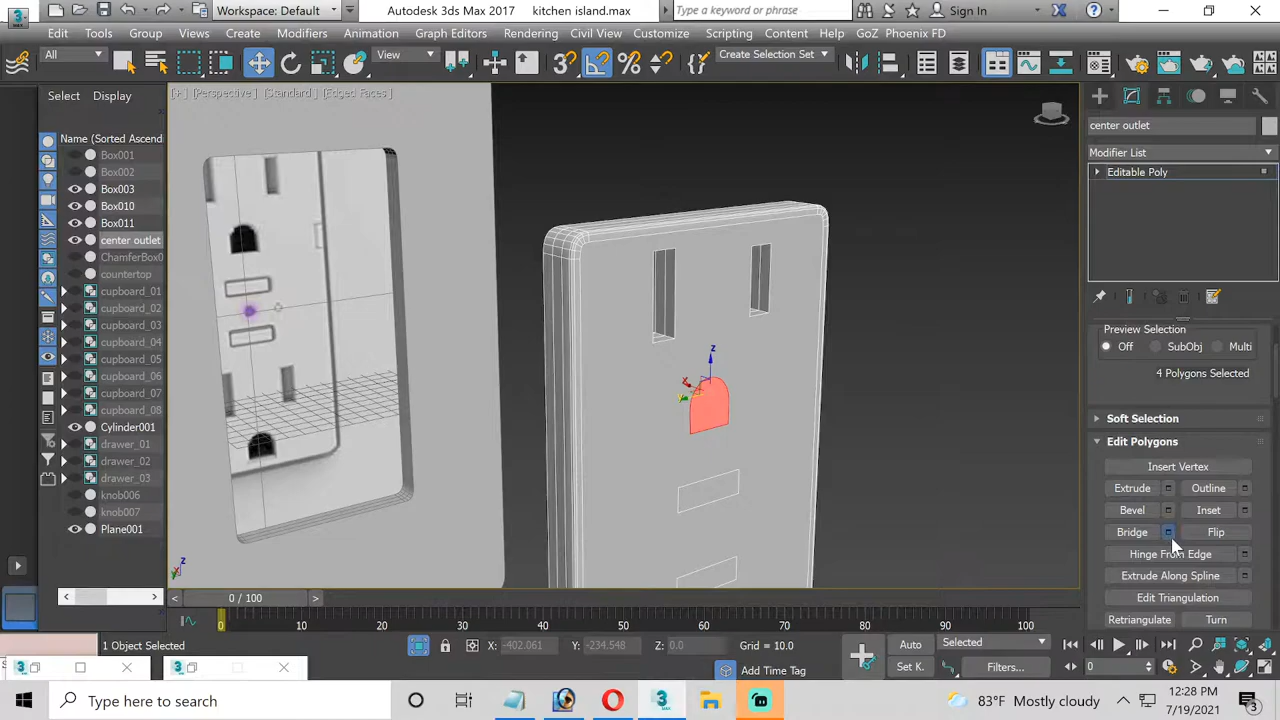 Workspace: Default
Autodesk 3ds Max 2017 kitchen island.max
Type a keyword or phrase
Sign In
Edit Tools Group Views Create Modifiers Animation Graph Editors Rendering Civil View Customize Scripting Content Help GoZ Phoenix FD
All
View
Create Selection Set
Select Display
[+] [Perspective] [Standard] [Edged Faces]
Name (Sorted Ascend
Box001
Box002
Box003
Box010
Box011
center outlet
ChamferBox0
countertop
cupboard_01
cupboard_02
cupboard_03
cupboard_04
cupboard_05
cupboard_06
cupboard_07
cupboard_08
Cylinder001
drawer_01
drawer_02
drawer_03
knob006
knob007
Plane001
z
x
y
z
x
center outlet
Modifier List
Editable Poly
Preview Selection
Off SubObj Multi
4 Polygons Selected
Soft Selection
Edit Polygons
Insert Vertex
Extrude Outline
Bevel Inset
Bridge Flip
Hinge From Edge
Extrude Along Spline
Edit Triangulation
Retriangulate Turn
0 / 100
0 10 20 30 40 50 60 70 80 90 100
1 Object Selected
X: -402.061 Y: -234.548 Z: 0.0
Grid = 10.0
Add Time Tag
Auto Selected
Set K. Filters...
0
Type here to search
83°F Mostly cloudy
12:28 PM
7/19/2021
3